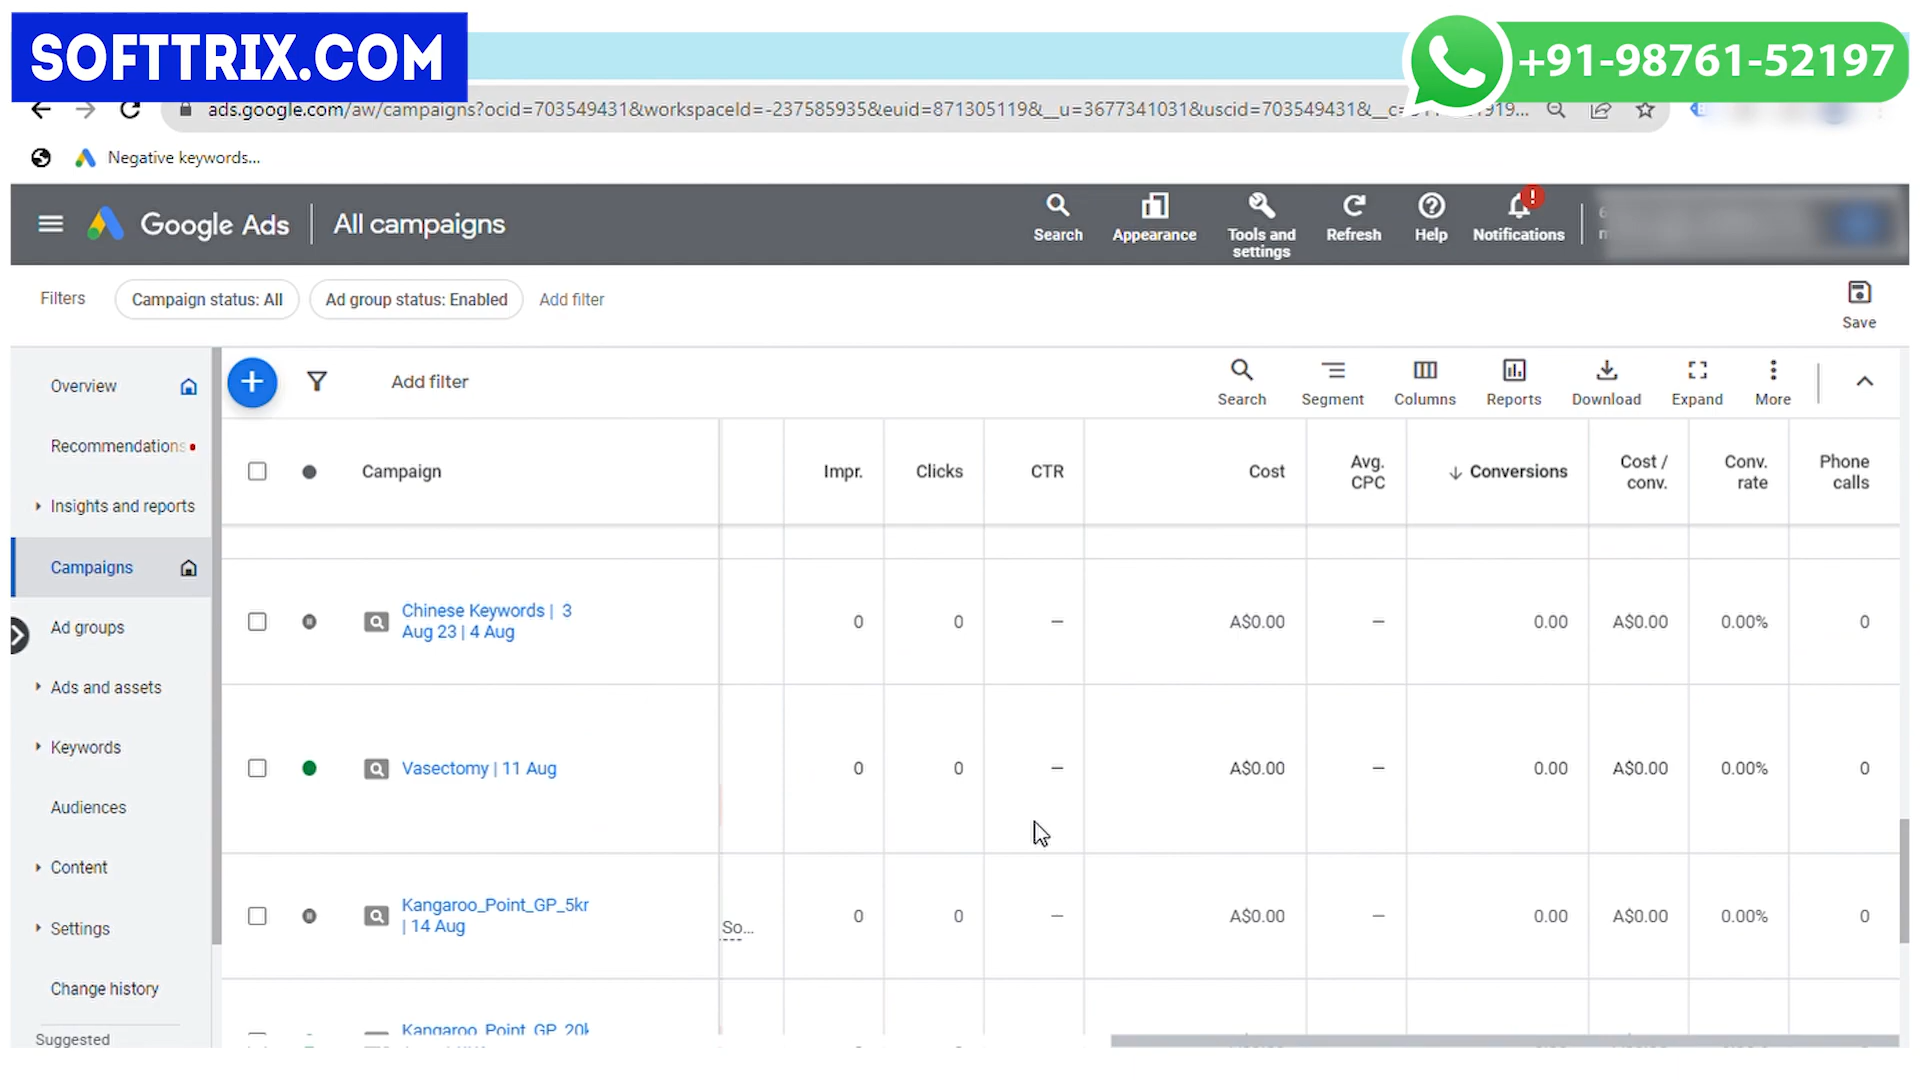 SOFTTRIX.COM
+91-98761-52197
ads.google.com/aw/campaigns?ocid=703549431&workspaceId=-237585935&euid=871305119&__u=3677341031&uscid=703549431&__c=
Negative keywords...
Google Ads
All campaigns
Search
Appearance
Tools and settings
Refresh
Help
Notifications
Filters
Campaign status: All
Ad group status: Enabled
Add filter
Save
Overview
Recommendations
Insights and reports
Campaigns
Ad groups
Ads and assets
Keywords
Audiences
Content
Settings
Change history
Suggested
Add filter
Search
Segment
Columns
Reports
Download
Expand
More
Campaign
Impr.
Clicks
CTR
Cost
Avg. CPC
Conversions
Cost / conv.
Conv. rate
Phone calls
Chinese Keywords | 3
Aug 23 | 4 Aug
0
0
—
A$0.00
—
0.00
A$0.00
0.00%
0
Vasectomy | 11 Aug
0
0
—
A$0.00
—
0.00
A$0.00
0.00%
0
Kangaroo_Point_GP_5kr
| 14 Aug
So...
0
0
—
A$0.00
—
0.00
A$0.00
0.00%
0
Kangaroo_Point_GP_20k